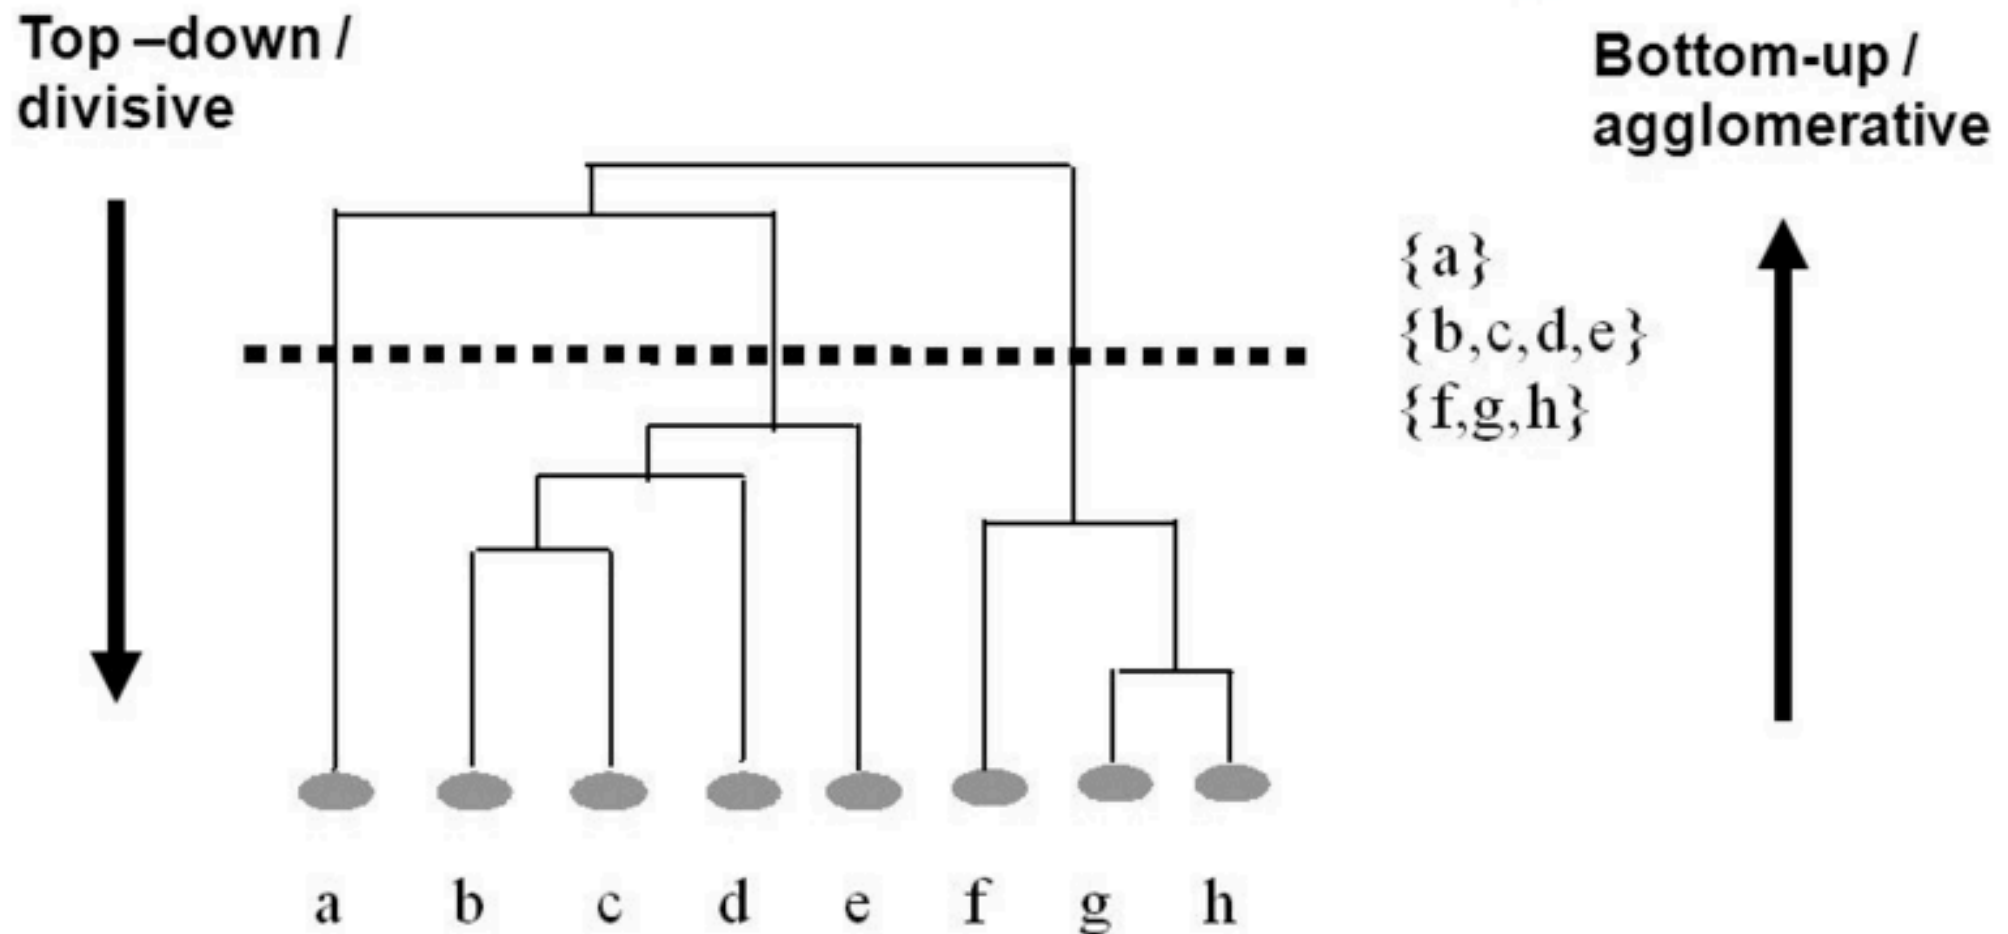 Top –down /
divisive
Bottom-up /
agglomerative
{a}
{b,c,d,e}
{f,g,h}
a b c d e f g h